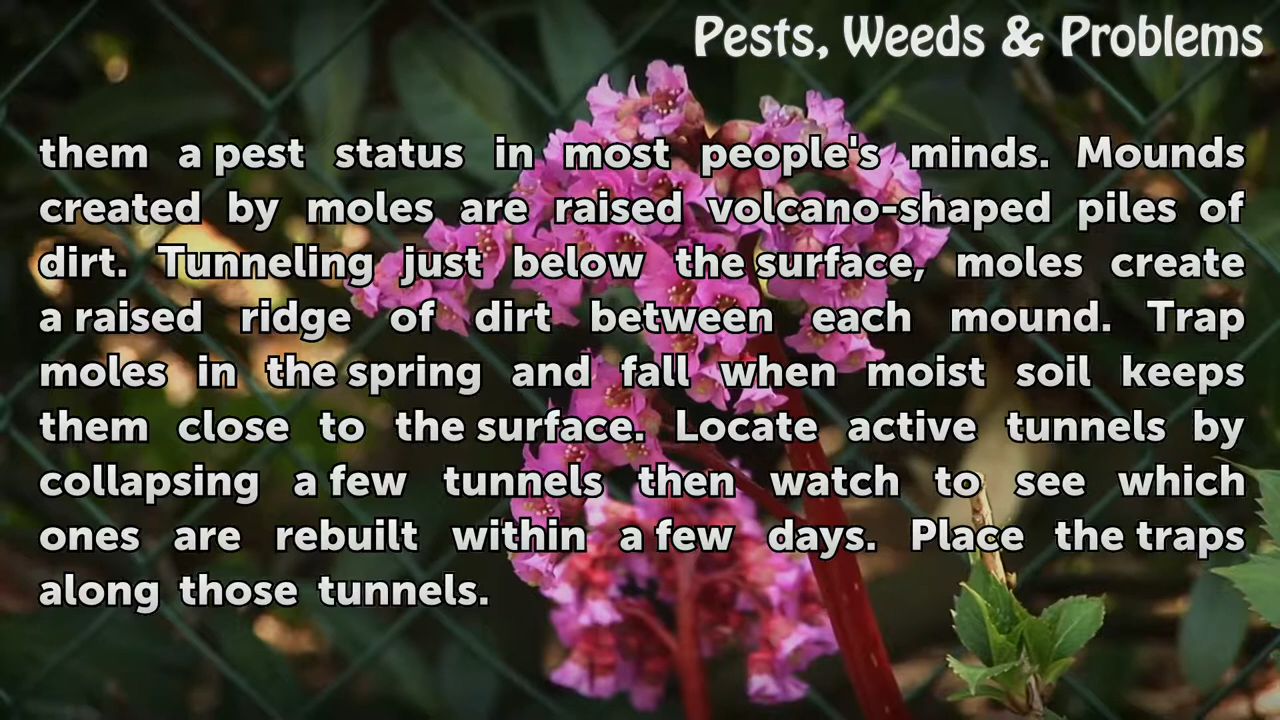 Pests, Weeds & Problems
them a pest status in most people's minds. Mounds
created by moles are raised volcano-shaped piles of
dirt. Tunneling just below the surface, moles create
a raised ridge of dirt between each mound. Trap
moles in the spring and fall when moist soil keeps
them close to the surface. Locate active tunnels by
collapsing a few tunnels then watch to see which
ones are rebuilt within a few days. Place the traps
along those tunnels.